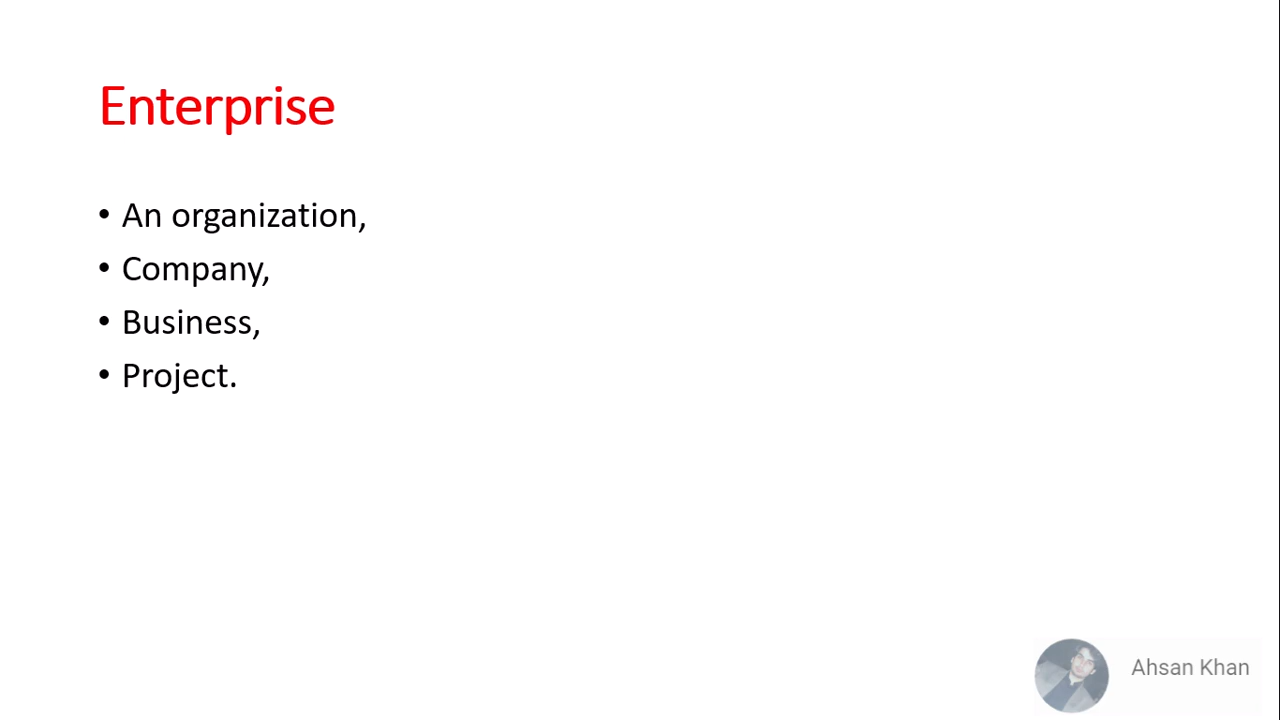 Enterprise
• An organization,
• Company,
• Business,
• Project.
Ahsan Khan